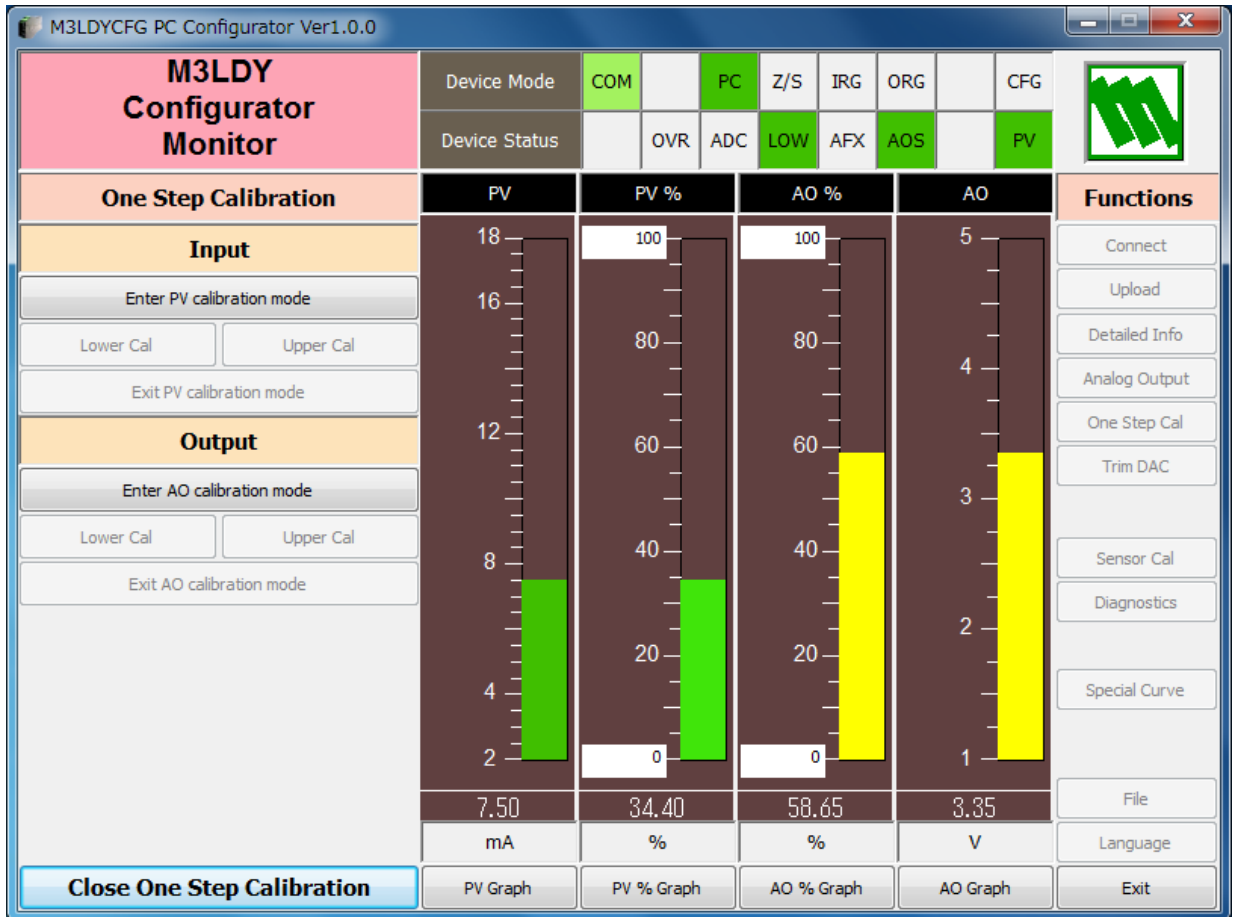 M3LDYCFG PC Configurator Ver1.0.0
M3LDY
Configurator
Monitor
Device Mode COM PC Z/S IRG ORG CFG
Device Status OVR ADC LOW AFX AOS PV
One Step Calibration
Input
Enter PV calibration mode
Lower Cal Upper Cal
Exit PV calibration mode
Output
Enter AO calibration mode
Lower Cal Upper Cal
Exit AO calibration mode
Close One Step Calibration
PV
18
16
12
8
4
2
7.50
mA
PV Graph
PV %
100
80
60
40
20
0
34.40
%
PV % Graph
AO %
100
80
60
40
20
0
58.65
%
AO % Graph
AO
5
4
3
2
1
3.35
V
AO Graph
Functions
Connect
Upload
Detailed Info
Analog Output
One Step Cal
Trim DAC
Sensor Cal
Diagnostics
Special Curve
File
Language
Exit